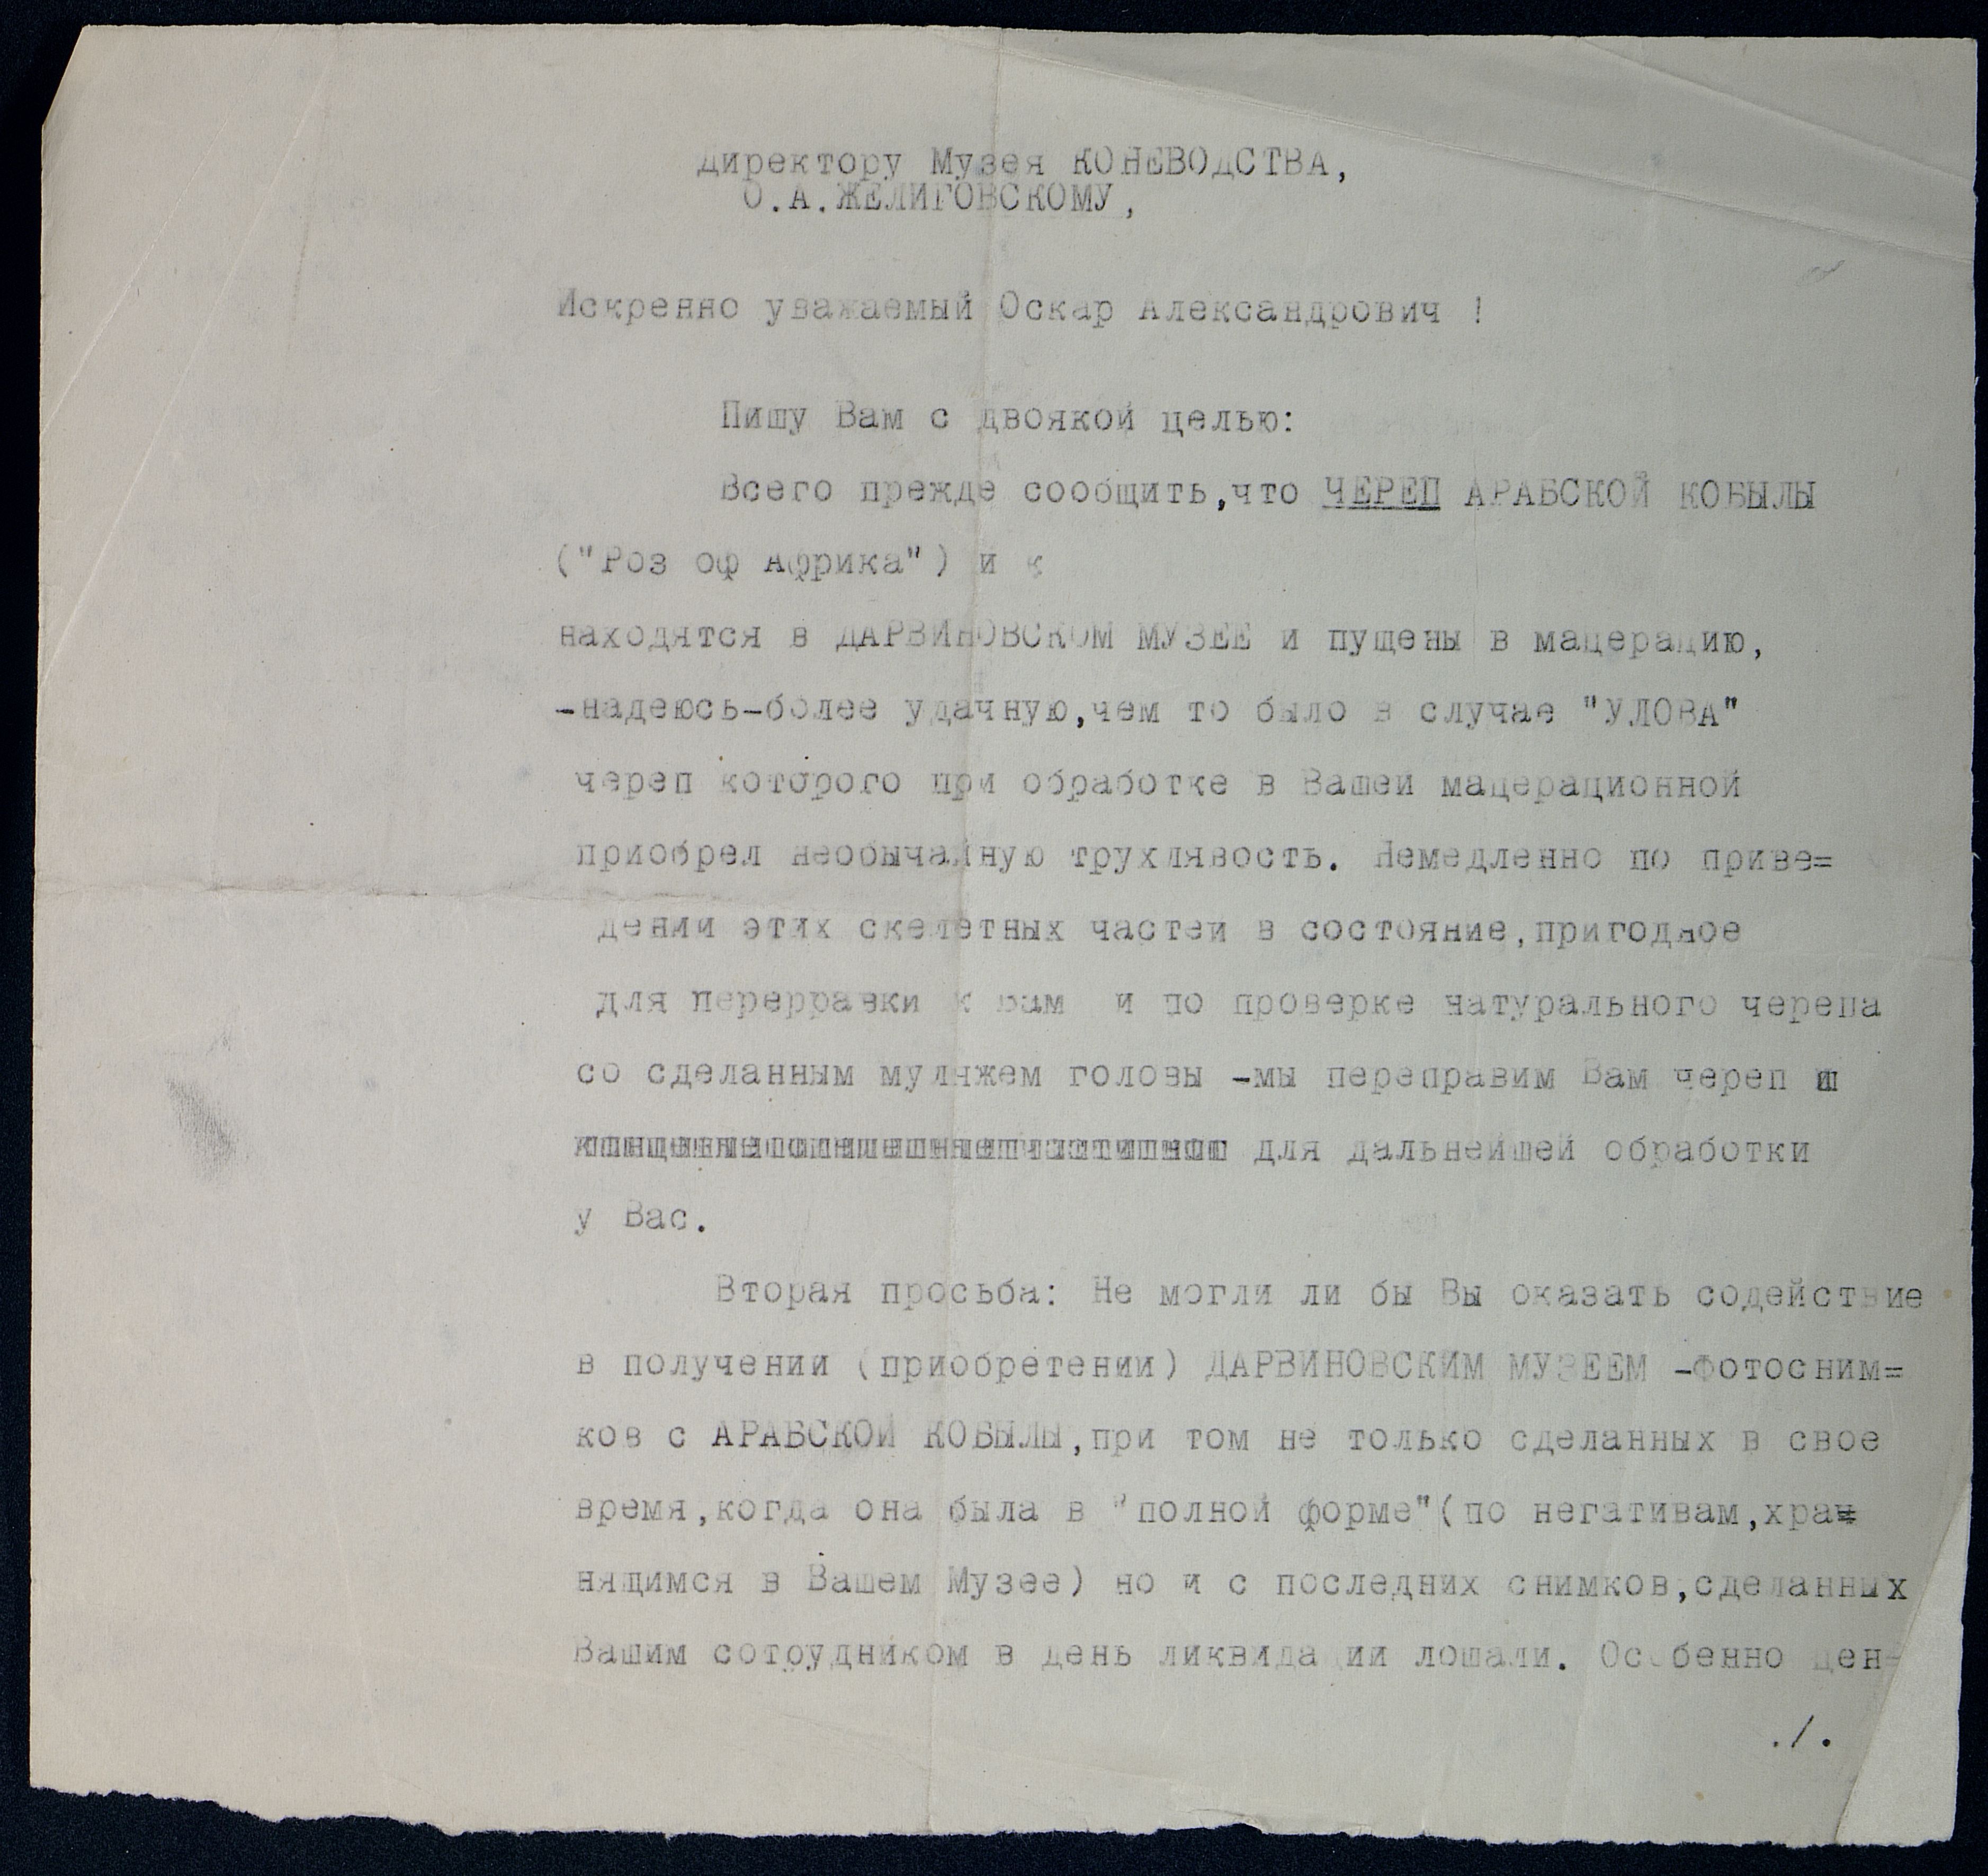 Директору Музея КОНЕВОДСТВА,
О.А.ЖЕЛИГОВСКОМУ,
Искренно уважаемый Оскар Александрович !
Пишу Вам с двоякой целью:
Всего прежде сообщить,что ЧЕРЕП АРАБСКОЙ КОБЫЛЫ
("Роз оф Африка") и к
находятся в ДАРВИНОВСКОМ МУЗЕЕ и пущены в мацерацию,
-надеюсь-более удачную,чем то было в случае "УЛОВА"
череп которого при обработке в Вашей мацерационной
приобрел необычайную трухлявость. Немедленно по приве=
дении этих скелетных частей в состояние,пригодное
для перерравки к Вам и по проверке натурального черепа
со сделанным муляжем головы -мы переправим Вам череп
для дальнейшей обработки
у Вас.
Вторая просьба: Не могли ли бы Вы оказать содействие
в получении (приобретении) ДАРВИНОВСКИМ МУЗЕЕМ -Фотосним=
ков с АРАБСКОЙ КОБЫЛЫ,при том не только сделанных в свое
время,когда она была в "полной форме"(по негативам,хра=
нящимся в Вашем Музее) но и с последних снимков,сделанных
Вашим сотрудником в день ликвидации лошади. Особенно цен=
./.